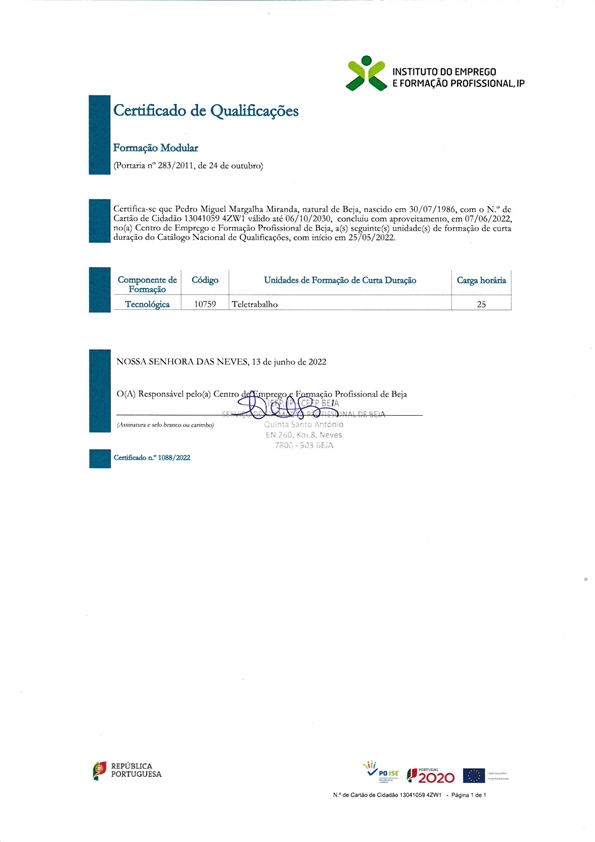 INSTITUTO DO EMPREGO
E FORMAÇÃO PROFISSIONAL, IP
Certificado de Qualificações
Formação Modular
(Portaria nº 283/2011, de 24 de outubro)
Certifica-se que Pedro Miguel Margalha Miranda, natural de Beja, nascido em 30/07/1986, com o N.º de
Cartão de Cidadão 13041059 4ZW1 válido até 06/10/2030, concluiu com aproveitamento, em 07/06/2022,
no(a) Centro de Emprego e Formação Profissional de Beja, a(s) seguinte(s) unidade(s) de formação de curta
duração do Catálogo Nacional de Qualificações, com início em 25/05/2022.
Componente de Formação Código Unidades de Formação de Curta Duração Carga horária
Tecnológica 10759 Teletrabalho 25
NOSSA SENHORA DAS NEVES, 13 de junho de 2022
O(A) Responsável pelo(a) Centro de Emprego e Formação Profissional de Beja
BEJA
PROFISSIONAL DE BEJA
(Assinatura e selo branco ou carimbo)
Quinta Santo António
EN 260, Km.8, Neves
7800 - 503 BEJA
Certificado n.º 1088/2022
REPÚBLICA
PORTUGUESA
PO ISE
PORTUGAL
2020
N.º de Cartão de Cidadão 13041059 4ZW1 - Página 1 de 1